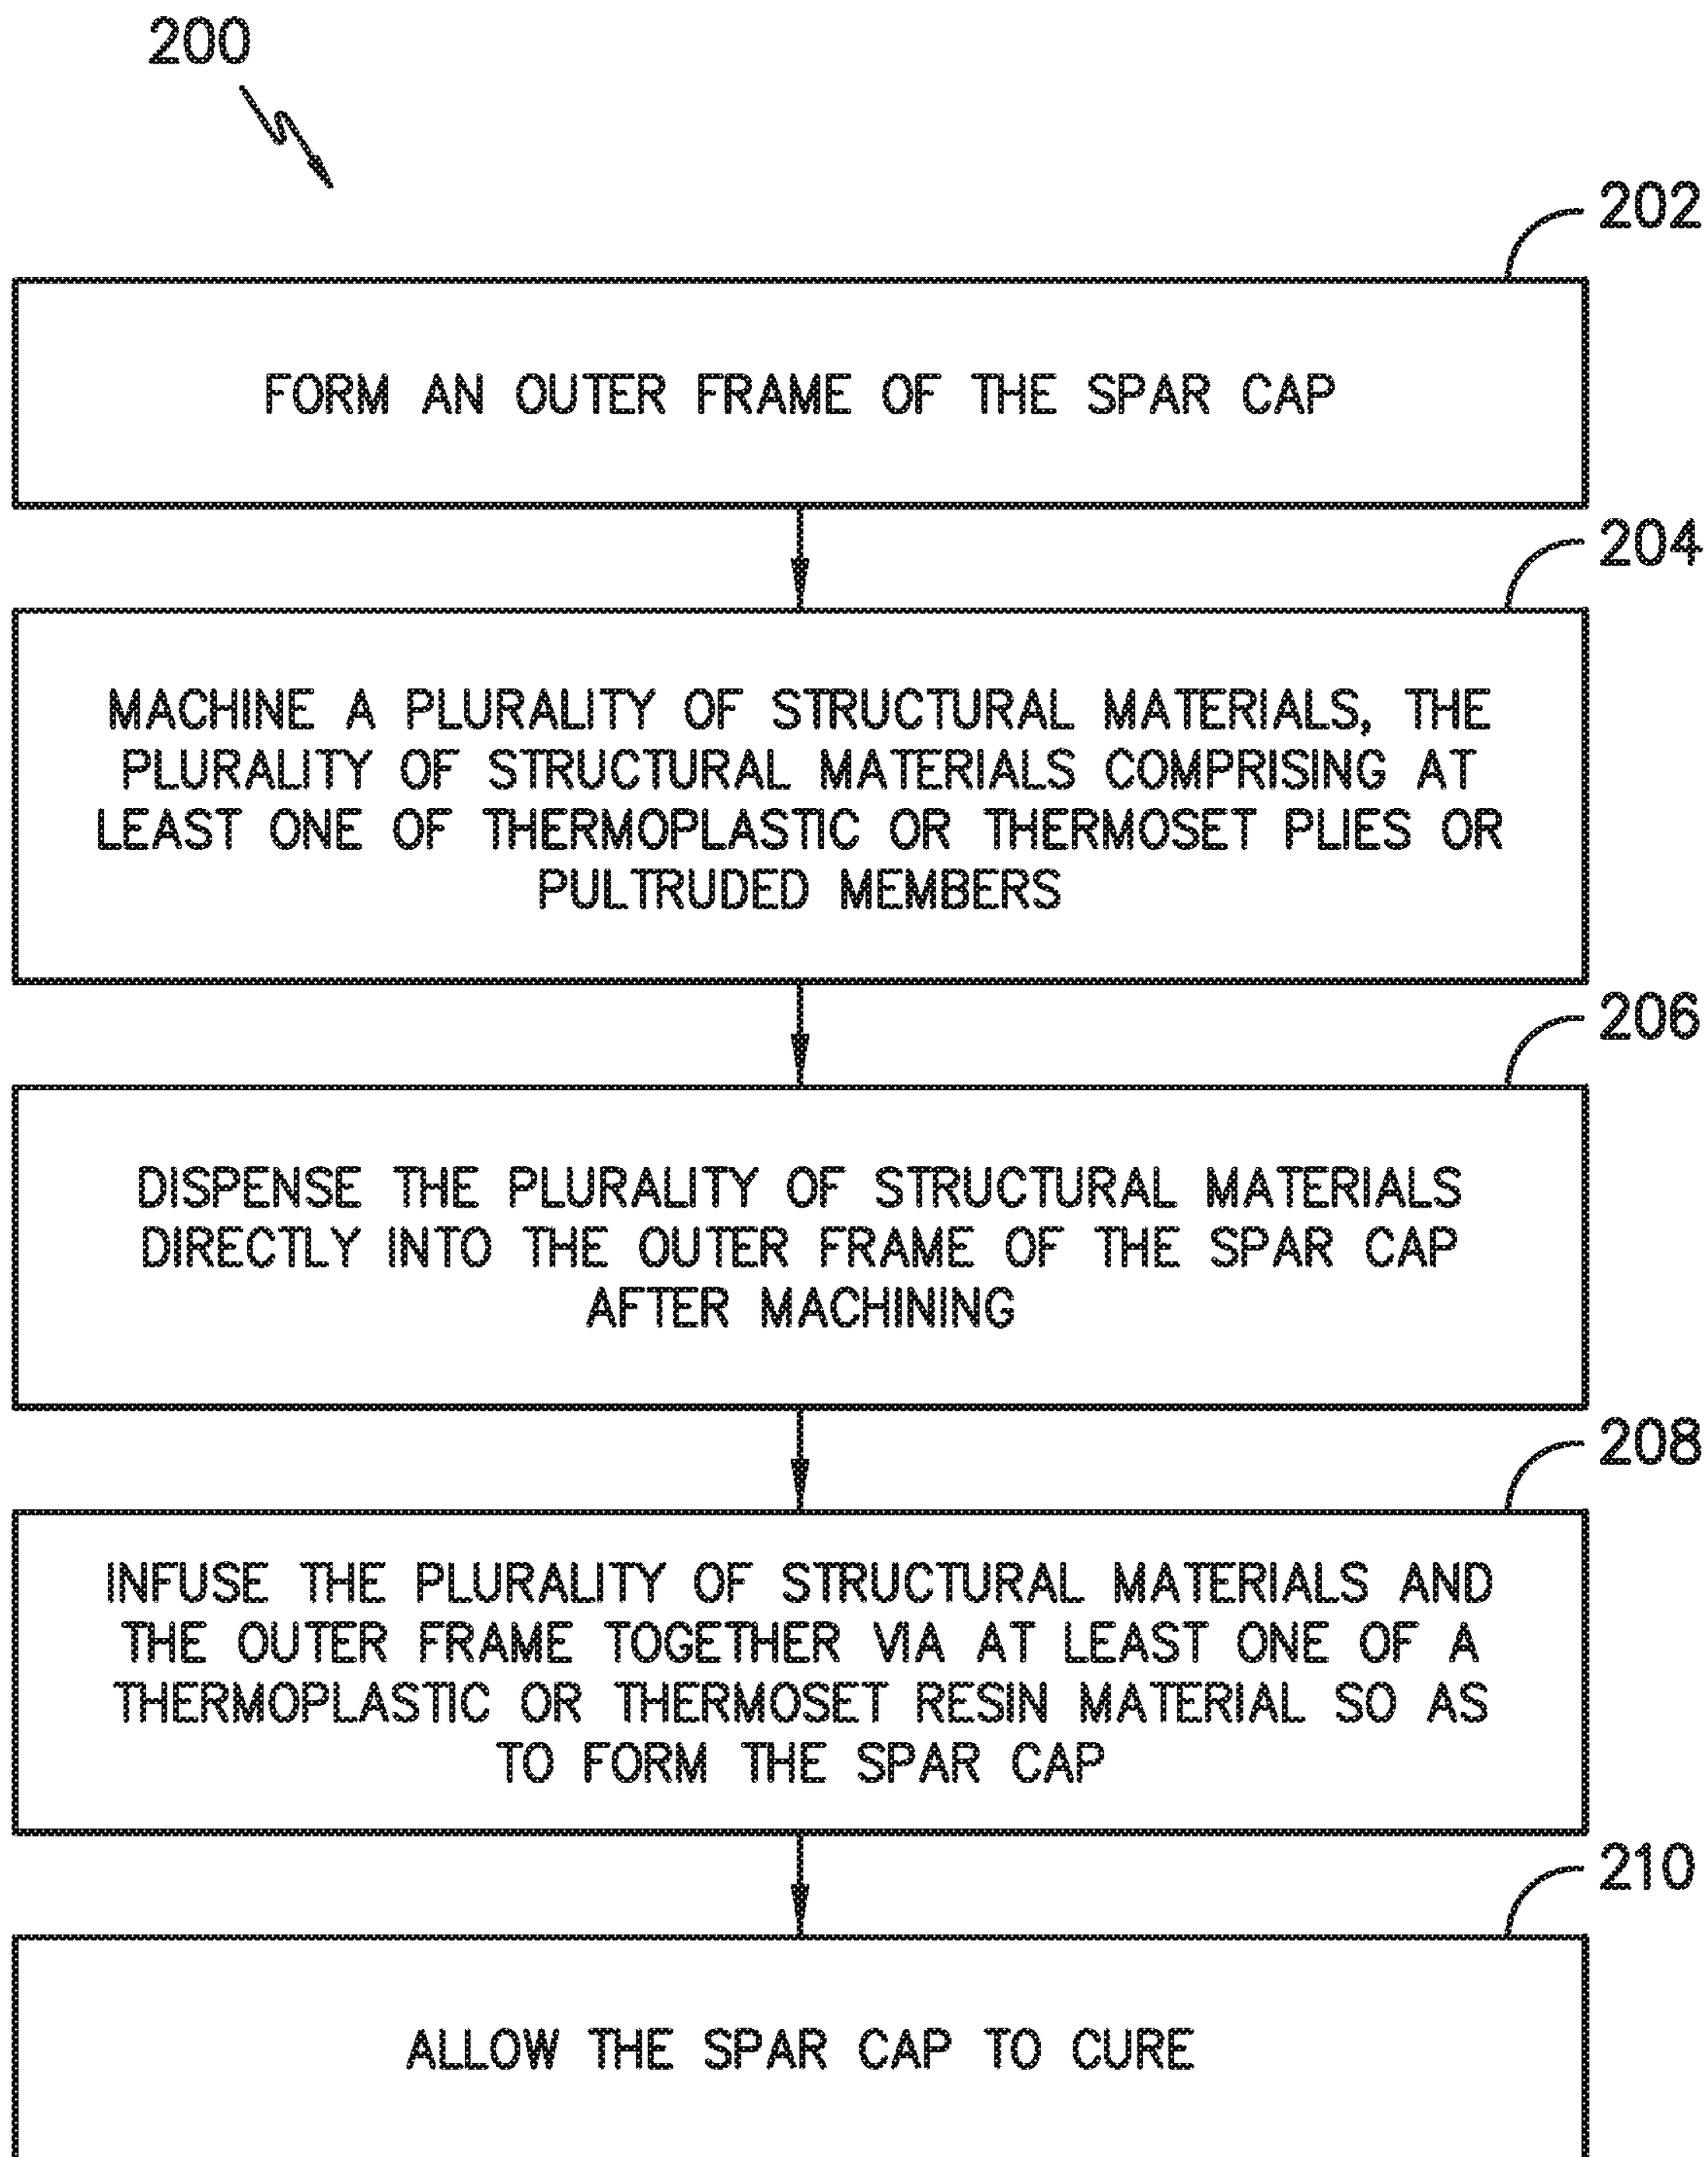 200
202
FORM AN OUTER FRAME OF THE SPAR CAP
204
MACHINE A PLURALITY OF STRUCTURAL MATERIALS, THE
PLURALITY OF STRUCTURAL MATERIALS COMPRISING AT
LEAST ONE OF THERMOPLASTIC OR THERMOSET PLIES OR
PULTRUDED MEMBERS
206
DISPENSE THE PLURALITY OF STRUCTURAL MATERIALS
DIRECTLY INTO THE OUTER FRAME OF THE SPAR CAP
AFTER MACHINING
208
INFUSE THE PLURALITY OF STRUCTURAL MATERIALS AND
THE OUTER FRAME TOGETHER VIA AT LEAST ONE OF A
THERMOPLASTIC OR THERMOSET RESIN MATERIAL SO AS
TO FORM THE SPAR CAP
210
ALLOW THE SPAR CAP TO CURE